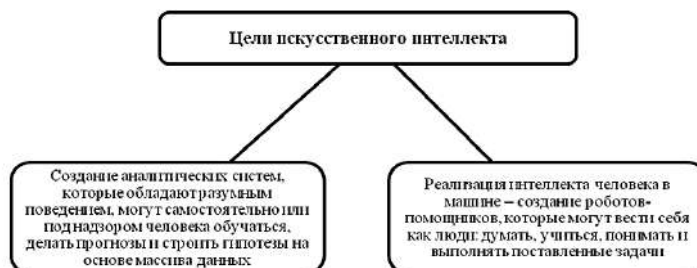 Цели искусственного интеллекта
Создание аналитических систем,
которые обладают разумным
поведением, могут самостоятельно или
под надзором человека обучаться,
делать прогнозы и строить гипотезы на
основе массива данных
Реализация интеллекта человека в
машине – создание роботов-
помощников, которые могут вести себя
как люди: думать, учиться, понимать и
выполнять поставленные задачи